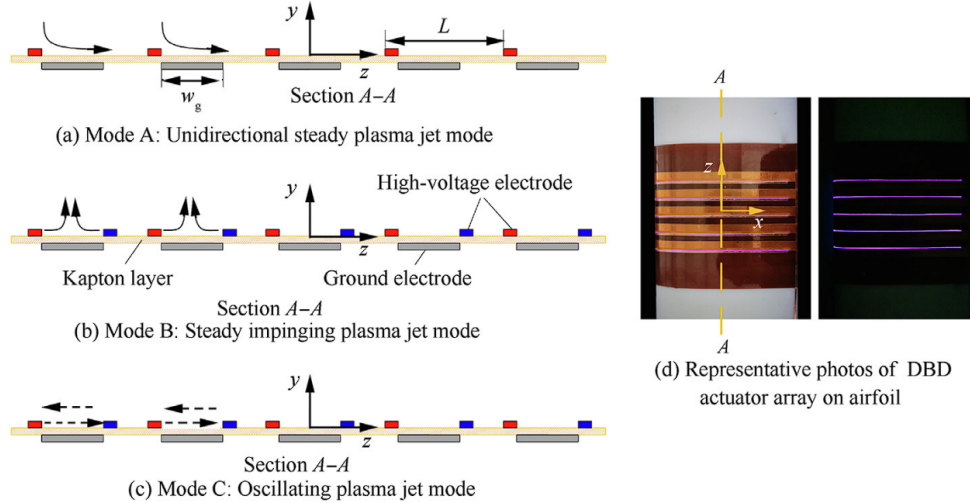 y
L
z
w_g
Section A–A
(a) Mode A: Unidirectional steady plasma jet mode
y
High-voltage electrode
z
Kapton layer
Ground electrode
Section A–A
(b) Mode B: Steady impinging plasma jet mode
y
z
Section A–A
(c) Mode C: Oscillating plasma jet mode
A
z
x
A
(d) Representative photos of DBD
actuator array on airfoil